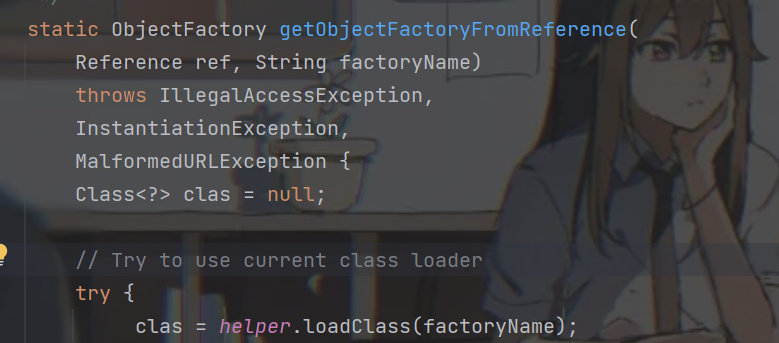 static ObjectFactory getObjectFactoryFromReference(
Reference ref, String factoryName)
throws IllegalAccessException,
InstantiationException,
MalformedURLException {
Class<?> clas = null;
// Try to use current class loader
try {
clas = helper.loadClass(factoryName);